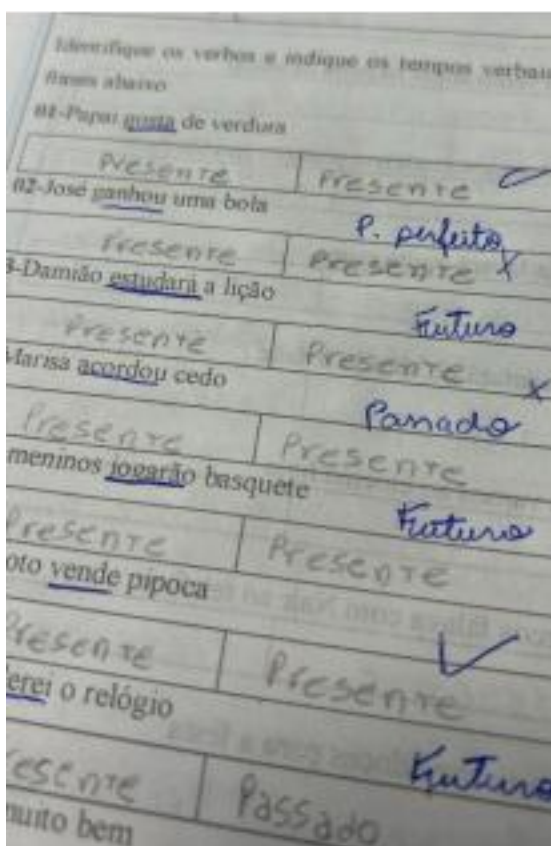 Identifique os verbos e indique os tempos verbais
frases abaixo
01-Papai gosta de verdura
Presente Presente
02-José ganhou uma bola
P. perfeito
Presente Presente X
3-Damião estudará a lição
Futuro
Presente Presente X
Marisa acordou cedo
Passado
Presente Presente
meninos jogarão basquete
Futuro
Presente Presente
oto vende pipoca
Presente Presente
erei o relógio
Futuro
esente Passado
muito bem